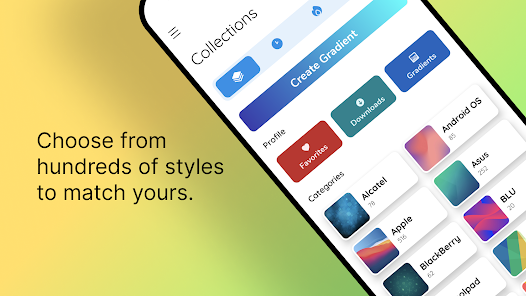 Choose from
hundreds of styles
to match yours.
Collections
Create Gradient
Profile
Favorites
Downloads
Gradients
Categories
Alcatel
78
Android OS
85
Apple
516
Asus
252
BlackBerry
62
BLU
20